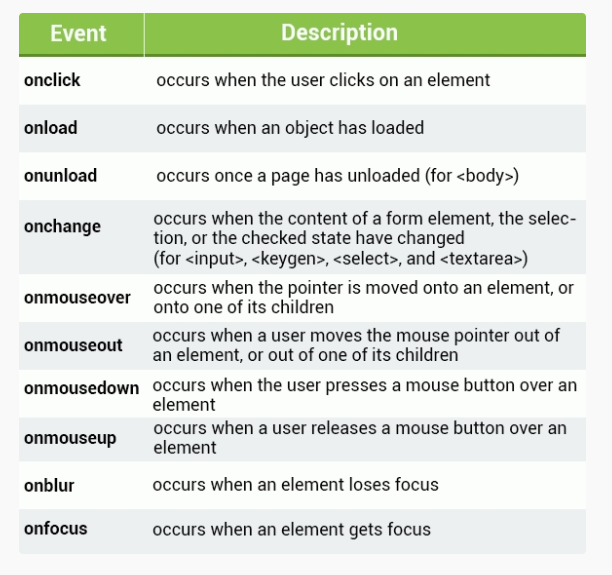 Event Description
onclick occurs when the user clicks on an element
onload occurs when an object has loaded
onunload occurs once a page has unloaded (for <body>)
onchange occurs when the content of a form element, the selec-
tion, or the checked state have changed
(for <input>, <keygen>, <select>, and <textarea>)
onmouseover occurs when the pointer is moved onto an element, or
onto one of its children
onmouseout occurs when a user moves the mouse pointer out of
an element, or out of one of its children
onmousedown occurs when the user presses a mouse button over an
element
onmouseup occurs when a user releases a mouse button over an
element
onblur occurs when an element loses focus
onfocus occurs when an element gets focus